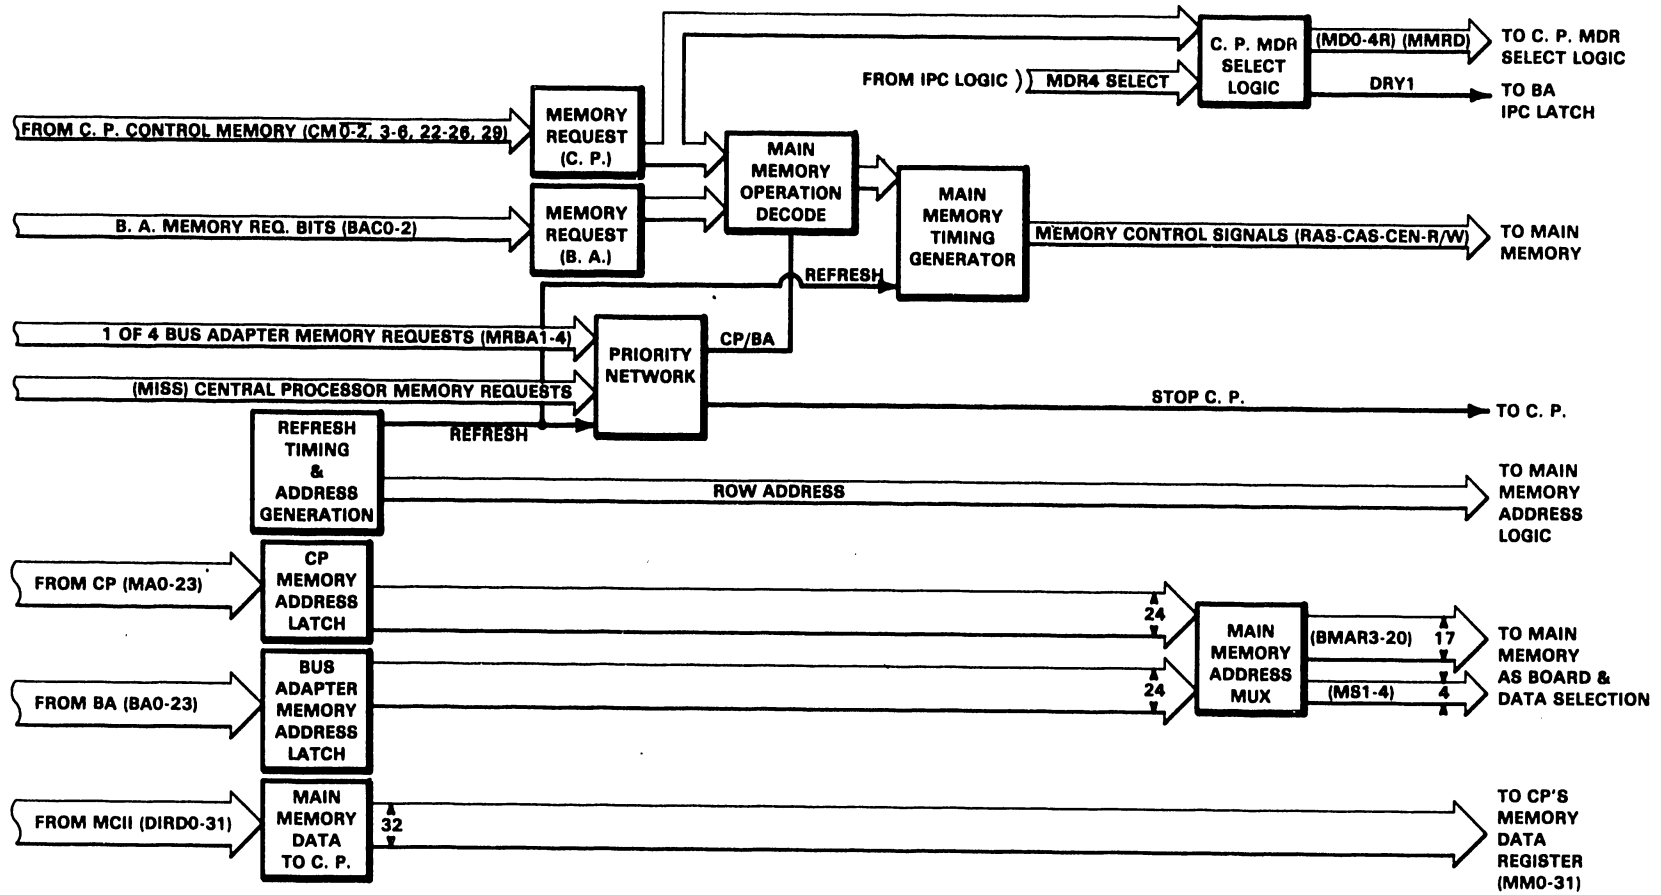 C. P. MDR
SELECT
LOGIC
(MD0-4R) (MMRD)
TO C. P. MDR
SELECT LOGIC
FROM IPC LOGIC
MDR4 SELECT
DRY1
TO BA
IPC LATCH
FROM C. P. CONTROL MEMORY (CM0-2, 3-6, 22-26, 29)
MEMORY
REQUEST
(C. P.)
MAIN
MEMORY
OPERATION
DECODE
B. A. MEMORY REQ. BITS (BAC0-2)
MEMORY
REQUEST
(B. A.)
MAIN
MEMORY
TIMING
GENERATOR
MEMORY CONTROL SIGNALS (RAS-CAS-CEN-R/W)
TO MAIN
MEMORY
REFRESH
1 OF 4 BUS ADAPTER MEMORY REQUESTS (MRBA1-4)
PRIORITY
NETWORK
CP/BA
(MISS) CENTRAL PROCESSOR MEMORY REQUESTS
STOP C. P.
TO C. P.
REFRESH
TIMING
&
ADDRESS
GENERATION
REFRESH
ROW ADDRESS
TO MAIN
MEMORY
ADDRESS
LOGIC
FROM CP (MA0-23)
CP
MEMORY
ADDRESS
LATCH
24
MAIN
MEMORY
ADDRESS
MUX
(BMAR3-20)
17
TO MAIN
MEMORY
AS BOARD &
DATA SELECTION
FROM BA (BA0-23)
BUS
ADAPTER
MEMORY
ADDRESS
LATCH
24
(MS1-4)
4
FROM MCII (DIRD0-31)
MAIN
MEMORY
DATA
TO C. P.
32
TO CP'S
MEMORY
DATA
REGISTER
(MM0-31)